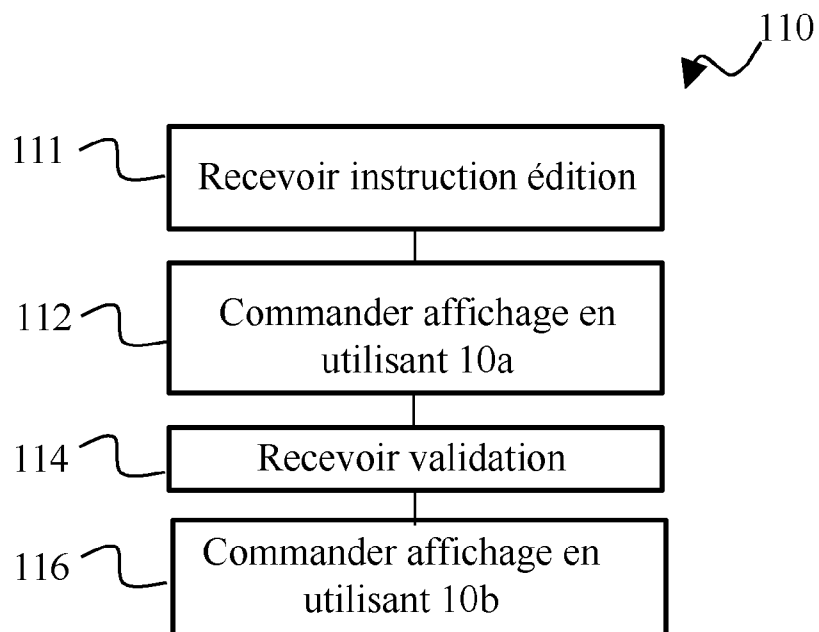 110
111
Recevoir instruction édition
112
Commander affichage en
utilisant 10a
114
Recevoir validation
116
Commander affichage en
utilisant 10b